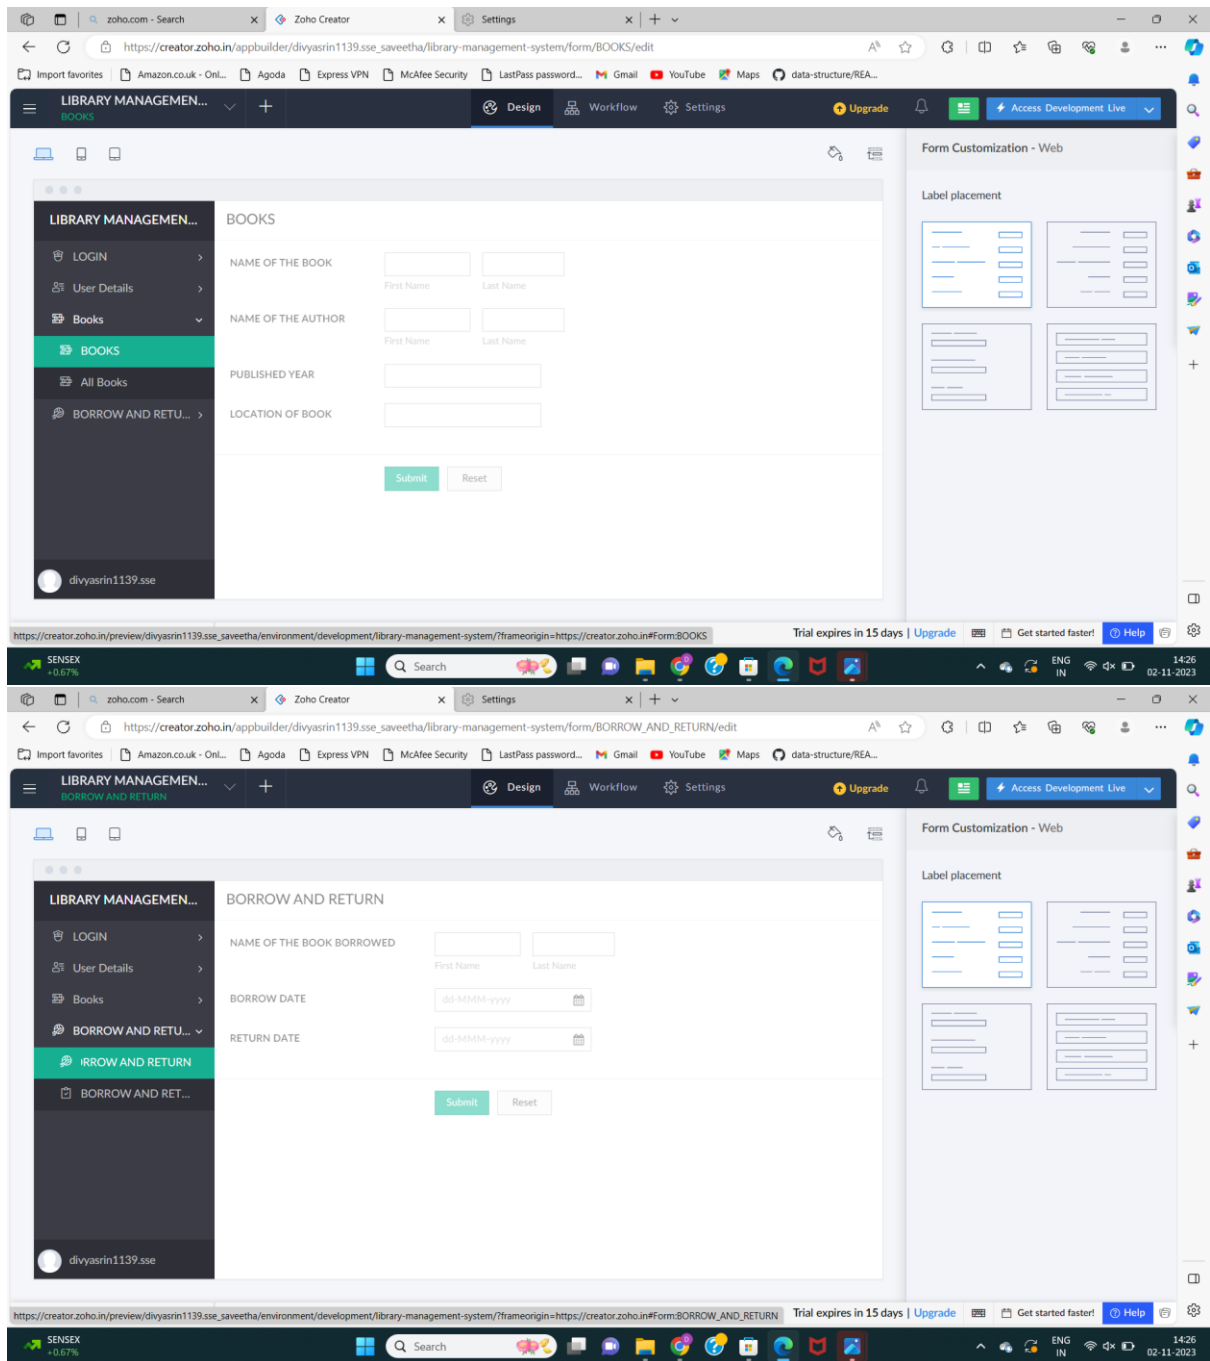 zoho.com - Search
Zoho Creator
Settings
https://creator.zoho.in/appbuilder/divyasrin1139.sse_saveetha/library-management-system/form/BOOKS/edit
Import favorites
Amazon.co.uk - Onl...
Agoda
Express VPN
McAfee Security
LastPass password...
Gmail
YouTube
Maps
data-structure/REA...
LIBRARY MANAGEMEN...
BOOKS
Design
Workflow
Settings
Upgrade
Access Development Live
Form Customization - Web
Label placement
LIBRARY MANAGEMEN...
BOOKS
LOGIN
User Details
Books
BOOKS
All Books
BORROW AND RETU...
NAME OF THE BOOK
First Name
Last Name
NAME OF THE AUTHOR
First Name
Last Name
PUBLISHED YEAR
LOCATION OF BOOK
Submit
Reset
divyasrin1139.sse
https://creator.zoho.in/preview/divyasrin1139.sse_saveetha/environment/development/library-management-system/?frameorigin=https://creator.zoho.in#Form:BOOKS
Trial expires in 15 days | Upgrade
Get started faster!
Help
SENSEX
+0.67%
Search
ENG
IN
14:26
02-11-2023
zoho.com - Search
Zoho Creator
Settings
https://creator.zoho.in/appbuilder/divyasrin1139.sse_saveetha/library-management-system/form/BORROW_AND_RETURN/edit
Import favorites
Amazon.co.uk - Onl...
Agoda
Express VPN
McAfee Security
LastPass password...
Gmail
YouTube
Maps
data-structure/REA...
LIBRARY MANAGEMEN...
BORROW AND RETURN
Design
Workflow
Settings
Upgrade
Access Development Live
Form Customization - Web
Label placement
LIBRARY MANAGEMEN...
BORROW AND RETURN
LOGIN
User Details
Books
BORROW AND RETU...
RROW AND RETURN
BORROW AND RET...
NAME OF THE BOOK BORROWED
First Name
Last Name
BORROW DATE
dd-MMM-yyyy
RETURN DATE
dd-MMM-yyyy
Submit
Reset
divyasrin1139.sse
https://creator.zoho.in/preview/divyasrin1139.sse_saveetha/environment/development/library-management-system/?frameorigin=https://creator.zoho.in#Form:BORROW_AND_RETURN
Trial expires in 15 days | Upgrade
Get started faster!
Help
SENSEX
+0.67%
Search
ENG
IN
14:26
02-11-2023